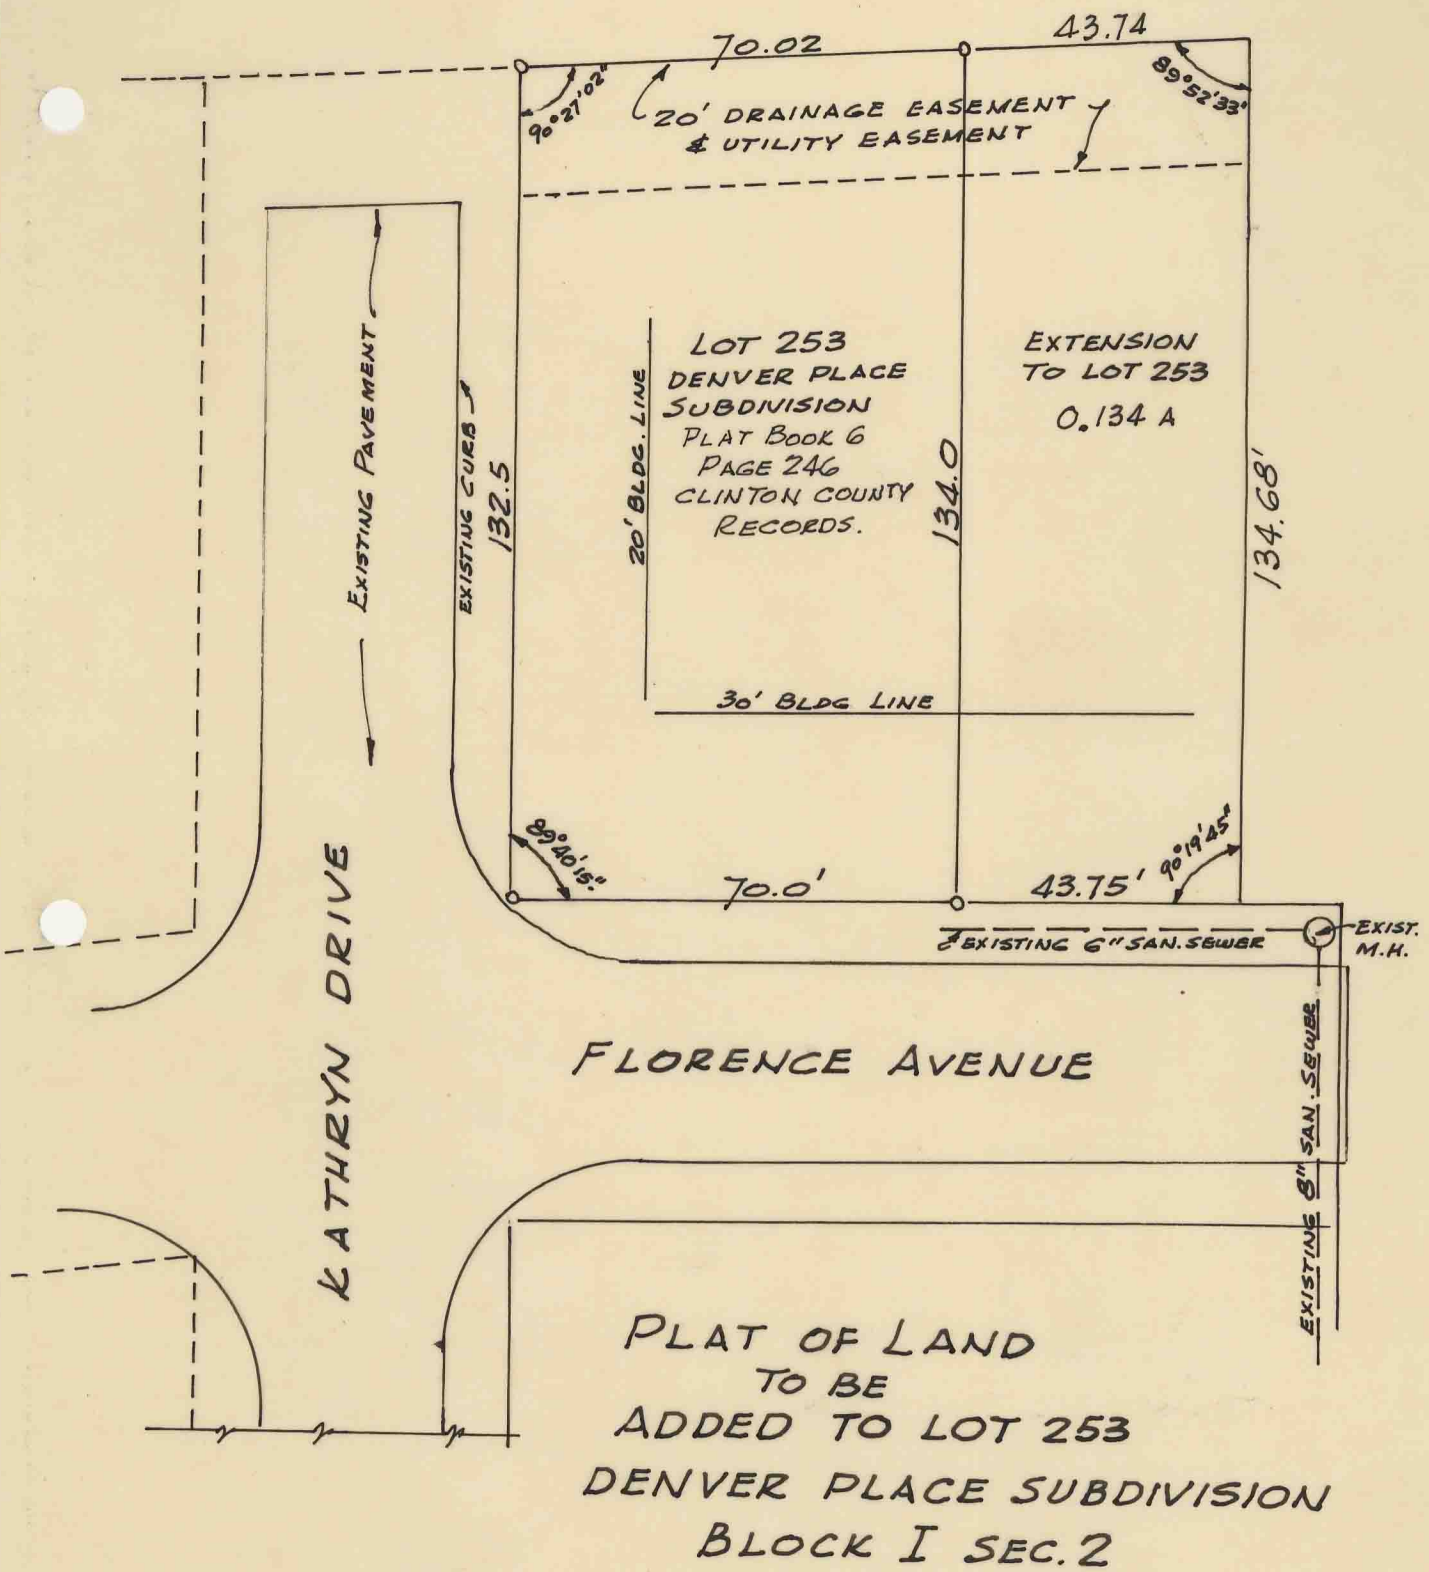 70.02
43.74
90°27'02"
89°52'33"
20' DRAINAGE EASEMENT
& UTILITY EASEMENT
EXISTING PAVEMENT
EXISTING CURB
132.5
20' BLDG. LINE
LOT 253
DENVER PLACE
SUBDIVISION
PLAT BOOK 6
PAGE 246
CLINTON COUNTY
RECORDS.
134.0
EXTENSION
TO LOT 253
0.134 A
134.68'
30' BLDG LINE
89°40'15"
70.0'
43.75'
90°19'45"
EXISTING 6" SAN. SEWER
EXIST.
M.H.
KATHRYN DRIVE
FLORENCE AVENUE
EXISTING 8" SAN. SEWER
PLAT OF LAND
TO BE
ADDED TO LOT 253
DENVER PLACE SUBDIVISION
BLOCK I SEC. 2